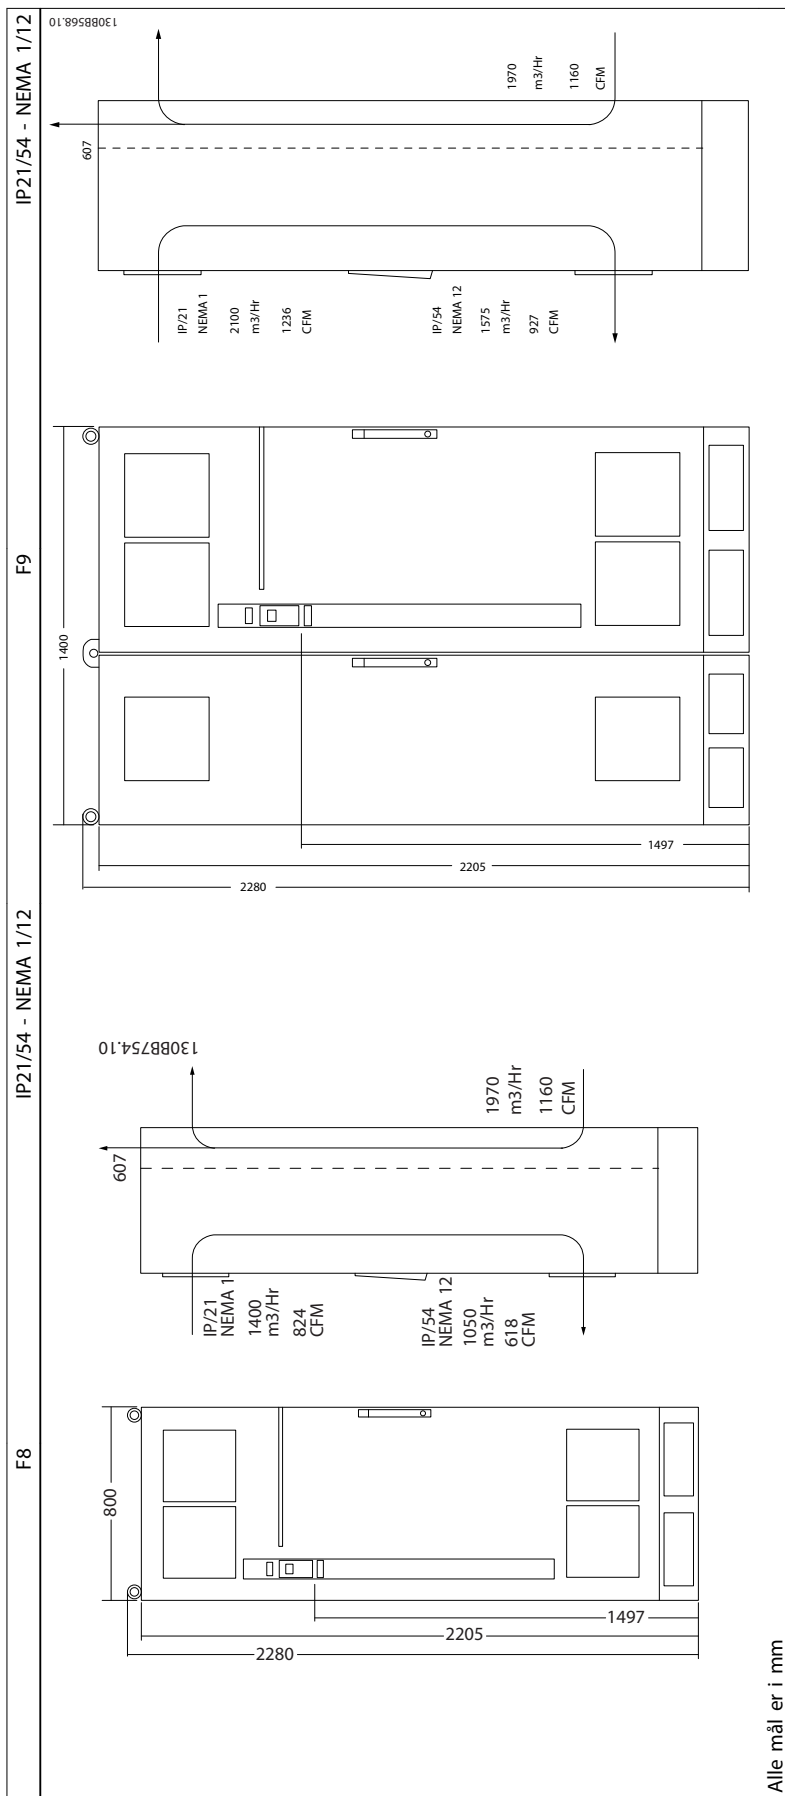 F8
IP21/54 - NEMA 1/12
F9
IP21/54 - NEMA 1/12
800
2280
2205
1497
IP/21
NEMA 1
1400
m3/Hr
824
CFM
IP/54
NEMA 12
1050
m3/Hr
618
CFM
607
1970
m3/Hr
1160
CFM
130BB754.10
1400
2280
2205
1497
IP/21
NEMA 1
2100
m3/Hr
1236
CFM
IP/54
NEMA 12
1575
m3/Hr
927
CFM
607
1970
m3/Hr
1160
CFM
130BB568.10
Alle mål er i mm